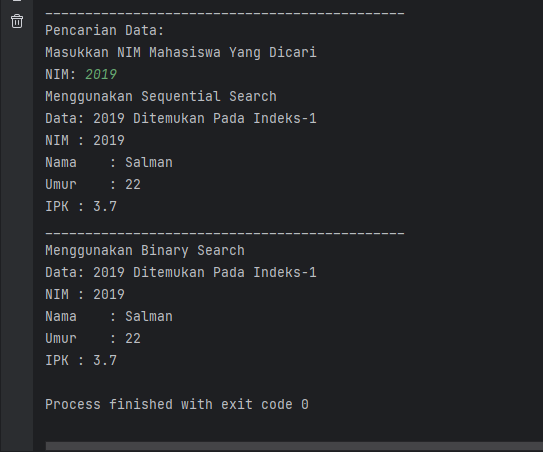 _____________________________________________
Pencarian Data:
Masukkan NIM Mahasiswa Yang Dicari
NIM: 2019
Menggunakan Sequential Search
Data: 2019 Ditemukan Pada Indeks-1
NIM : 2019
Nama    : Salman
Umur    : 22
IPK : 3.7
_____________________________________________
Menggunakan Binary Search
Data: 2019 Ditemukan Pada Indeks-1
NIM : 2019
Nama    : Salman
Umur    : 22
IPK : 3.7
Process finished with exit code 0